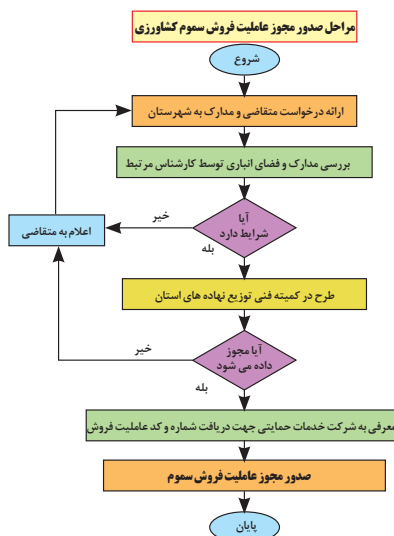 مراحل صدور مجوز عاملیت فروش سموم کشاورزی
شروع
ارائه درخواست متقاضی و مدارک به شهرستان
بررسی مدارک و فضای انباری توسط کارشناس مرتبط
آیا
شرایط دارد
خیر
اعلام به متقاضی
بله
طرح در کمیته فنی توزیع نهاده های استان
آیا مجوز
داده می شود
خیر
بله
معرفی به شرکت خدمات حمایتی جهت دریافت شماره و کد عاملیت فروش
صدور مجوز عاملیت فروش سموم
پایان